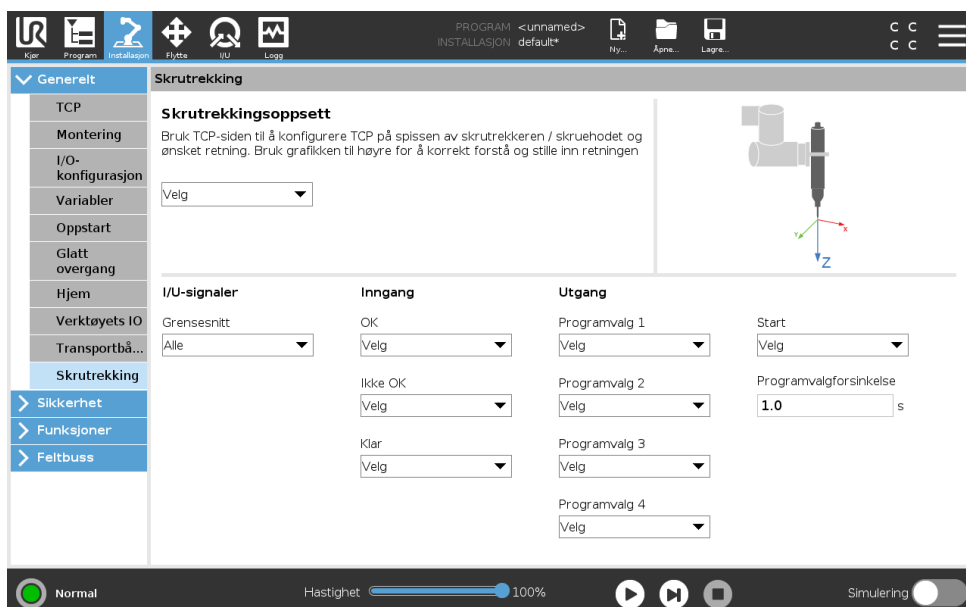 PROGRAM <unnamed>
INSTALLASJON default*
C C
C C
UR
Kjør
Program
Installasjon
Flytte
I/U
Logg
Ny...
Åpne...
Lagre...
Generelt
TCP
Montering
I/O-
konfigurasjon
Variabler
Oppstart
Glatt
overgang
Hjem
Verktøyets IO
Transportbå...
Skrutrekking
Sikkerhet
Funksjoner
Feltbuss
Skrutrekking
Skrutrekkingsoppsett
Bruk TCP-siden til å konfigurere TCP på spissen av skrutrekkeren / skruehodet og
ønsket retning. Bruk grafikken til høyre for å korrekt forstå og stille inn retningen
Velg
Y
X
Z
I/U-signaler
Grensesnitt
Alle
Inngang
OK
Velg
Ikke OK
Velg
Klar
Velg
Utgang
Programvalg 1
Velg
Programvalg 2
Velg
Programvalg 3
Velg
Programvalg 4
Velg
Start
Velg
Programvalgforsinkelse
1.0 s
Normal
Hastighet 100%
Simulering